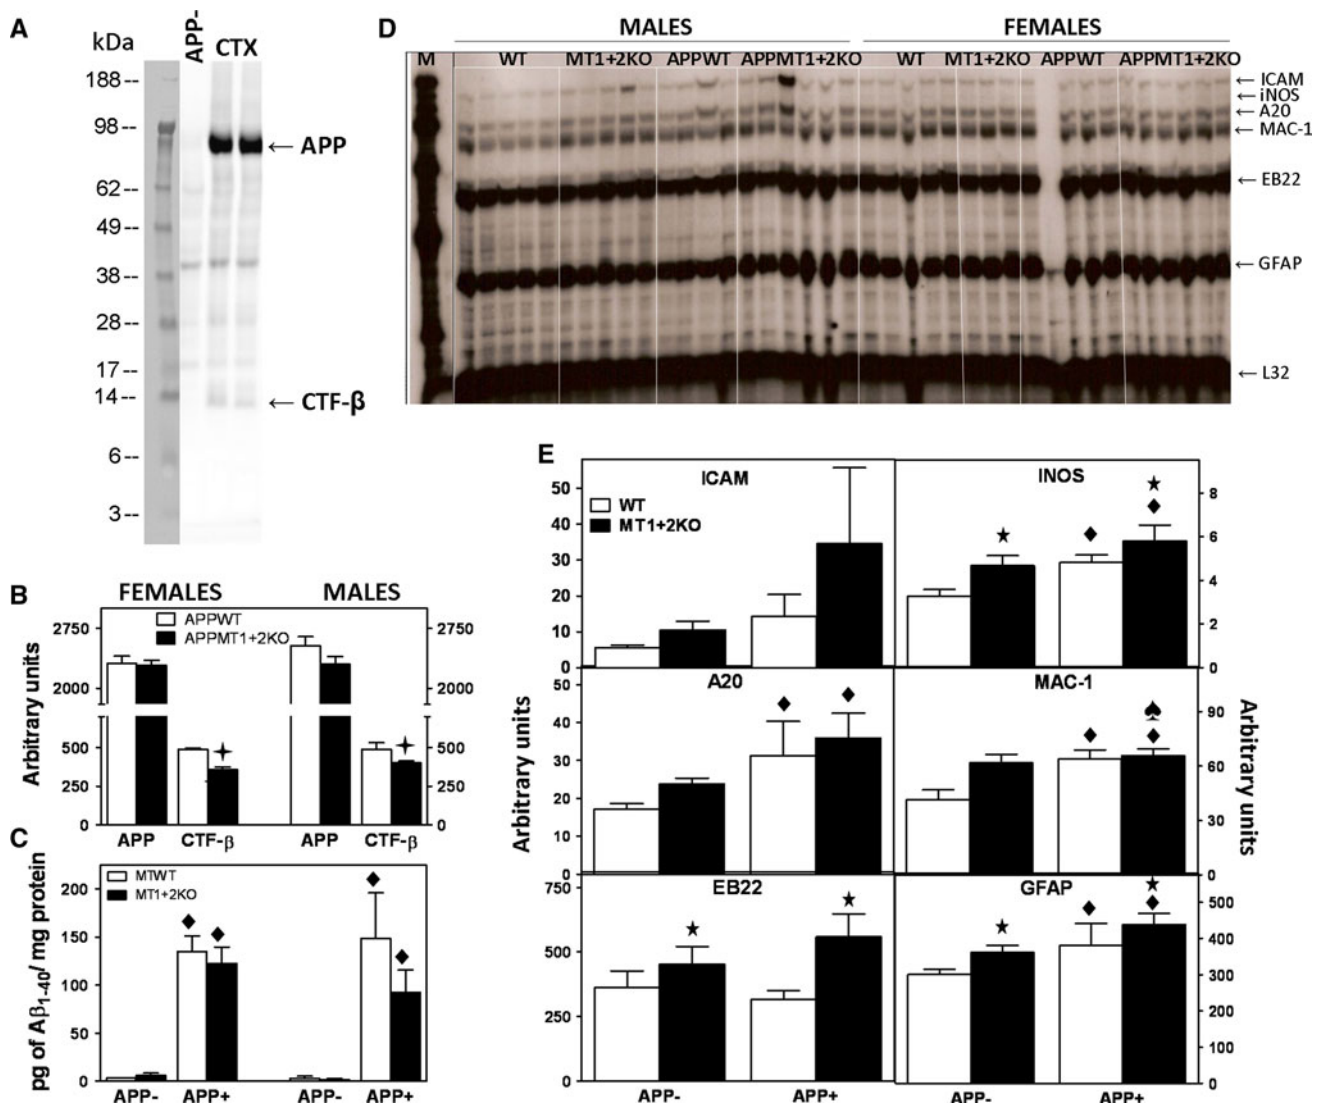 A
kDa
APP-
CTX
188--
98--
62--
49--
38--
28--
17--
14--
6--
3--
← APP
← CTF-β
D
MALES
FEMALES
M
WT
MT1+2KO
APPWT
APPMT1+2KO
WT
MT1+2KO
APPWT
APPMT1+2KO
← ICAM
← iNOS
← A20
← MAC-1
← EB22
← GFAP
← L32
B
FEMALES
MALES
APPWT
APPMT1+2KO
Arbitrary units
2750
2000
500
250
0
2750
2000
500
250
0
APP
CTF-β
APP
CTF-β
C
MTWT
MT1+2KO
pg of Aβ1-40/ mg protein
200
150
100
50
0
APP-
APP+
APP-
APP+
E
ICAM
WT
MT1+2KO
50
40
30
20
10
0
INOS
8
6
4
2
0
A20
50
40
30
20
10
0
MAC-1
90
60
30
0
Arbitrary units
Arbitrary units
EB22
750
500
250
0
GFAP
500
400
300
200
100
0
APP-
APP+
APP-
APP+